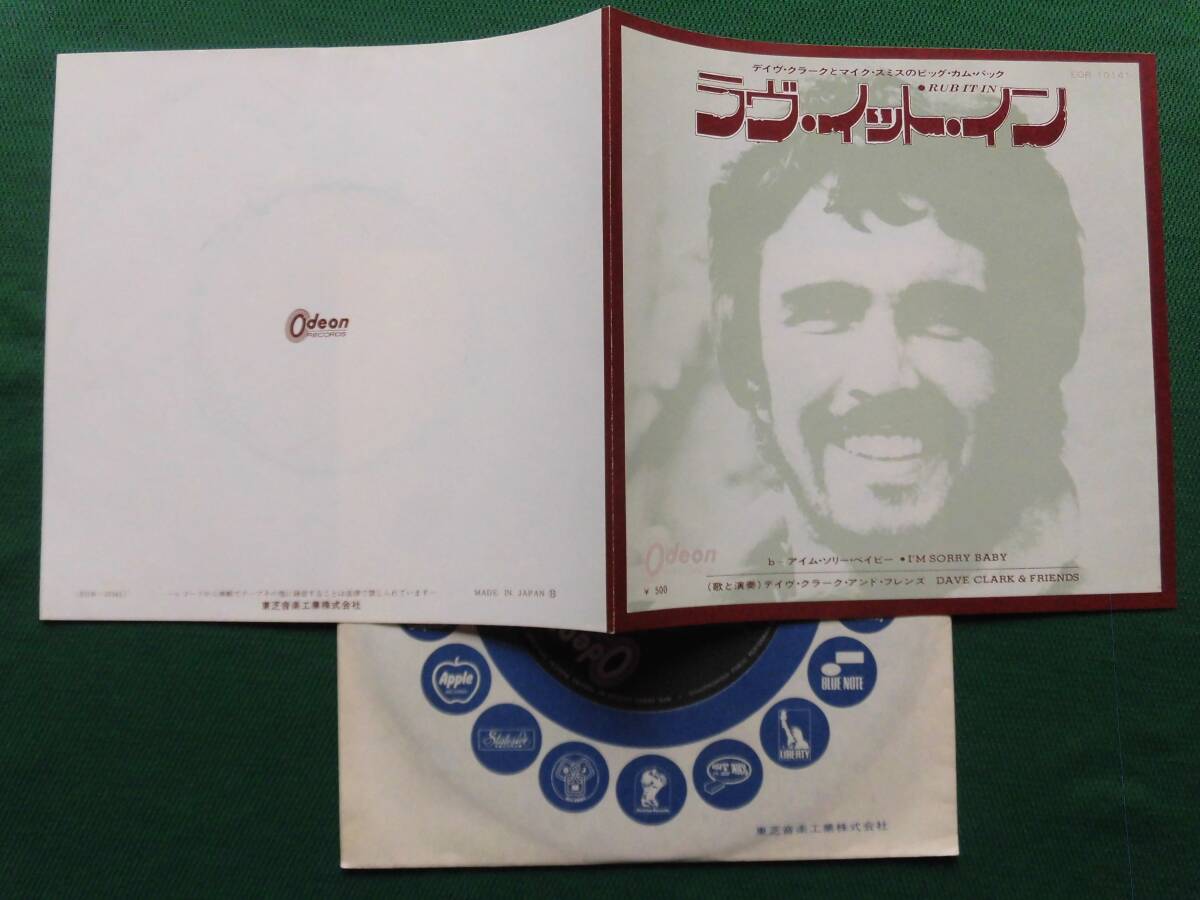 デイヴ・クラークとマイク・スミスのビッグ・カム・バック
EOR-10141
●RUB IT IN
ラヴ・イット・イン
Odeon
RECORDS
Odeon
b：アイム・ソリー・ベイビー ●I'M SORRY BABY
(歌と演奏)デイヴ・クラーク・アンド・フレンズ DAVE CLARK & FRIENDS
¥ 500
MADE IN JAPAN Ⓑ
東芝音楽工業株式会社
Odeon
Apple
RECORDS
BLUE NOTE
LIBERTY
東芝音楽工業株式会社